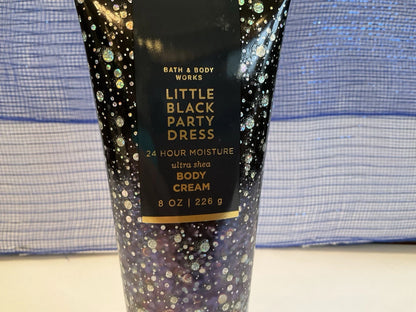 BATH & BODY
WORKS
LITTLE
BLACK
PARTY
DRESS
24 HOUR MOISTURE
ultra shea
BODY
CREAM
8 OZ | 226 g